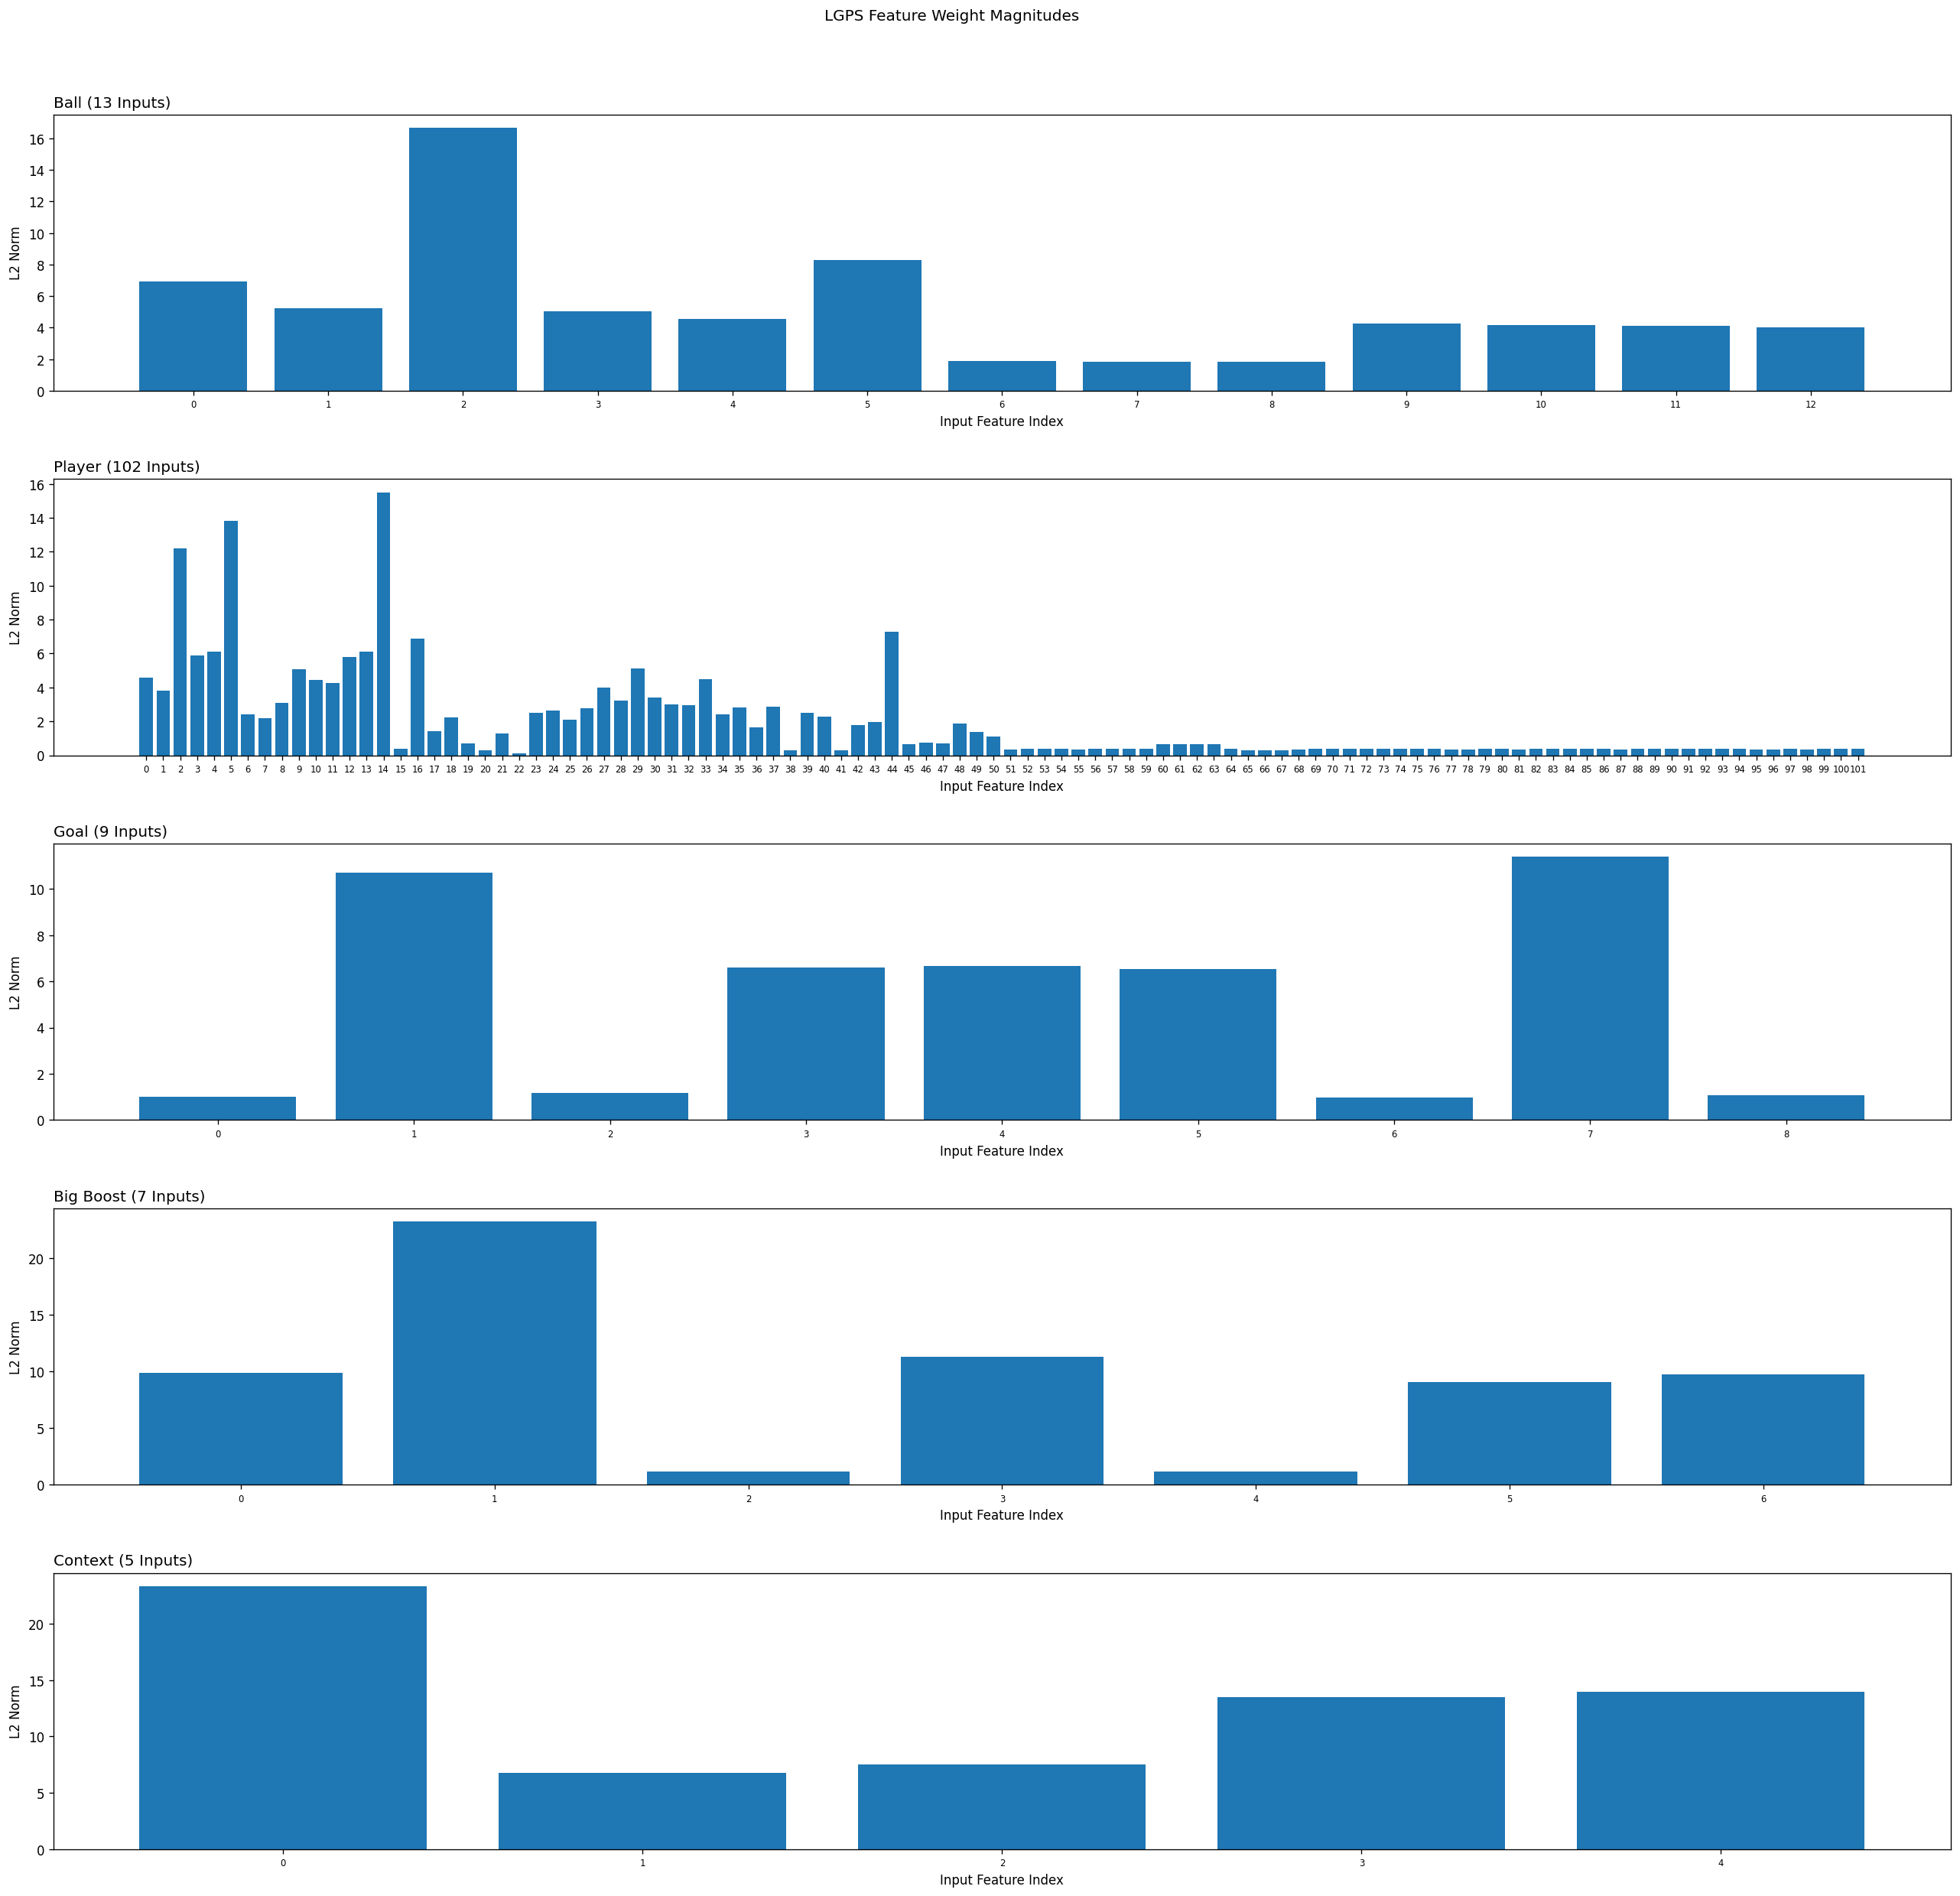 LGPS Feature Weight Magnitudes
Ball (13 Inputs)
16
14
12
10
8
6
4
2
0
L2 Norm
0 1 2 3 4 5 6 7 8 9 10 11 12
Input Feature Index
Player (102 Inputs)
16
14
12
10
8
6
4
2
0
L2 Norm
0 1 2 3 4 5 6 7 8 9 10 11 12 13 14 15 16 17 18 19 20 21 22 23 24 25 26 27 28 29 30 31 32 33 34 35 36 37 38 39 40 41 42 43 44 45 46 47 48 49 50 51 52 53 54 55 56 57 58 59 60 61 62 63 64 65 66 67 68 69 70 71 72 73 74 75 76 77 78 79 80 81 82 83 84 85 86 87 88 89 90 91 92 93 94 95 96 97 98 99 100 101
Input Feature Index
Goal (9 Inputs)
10
8
6
4
2
0
L2 Norm
0 1 2 3 4 5 6 7 8
Input Feature Index
Big Boost (7 Inputs)
20
15
10
5
0
L2 Norm
0 1 2 3 4 5 6
Input Feature Index
Context (5 Inputs)
20
15
10
5
0
L2 Norm
0 1 2 3 4
Input Feature Index